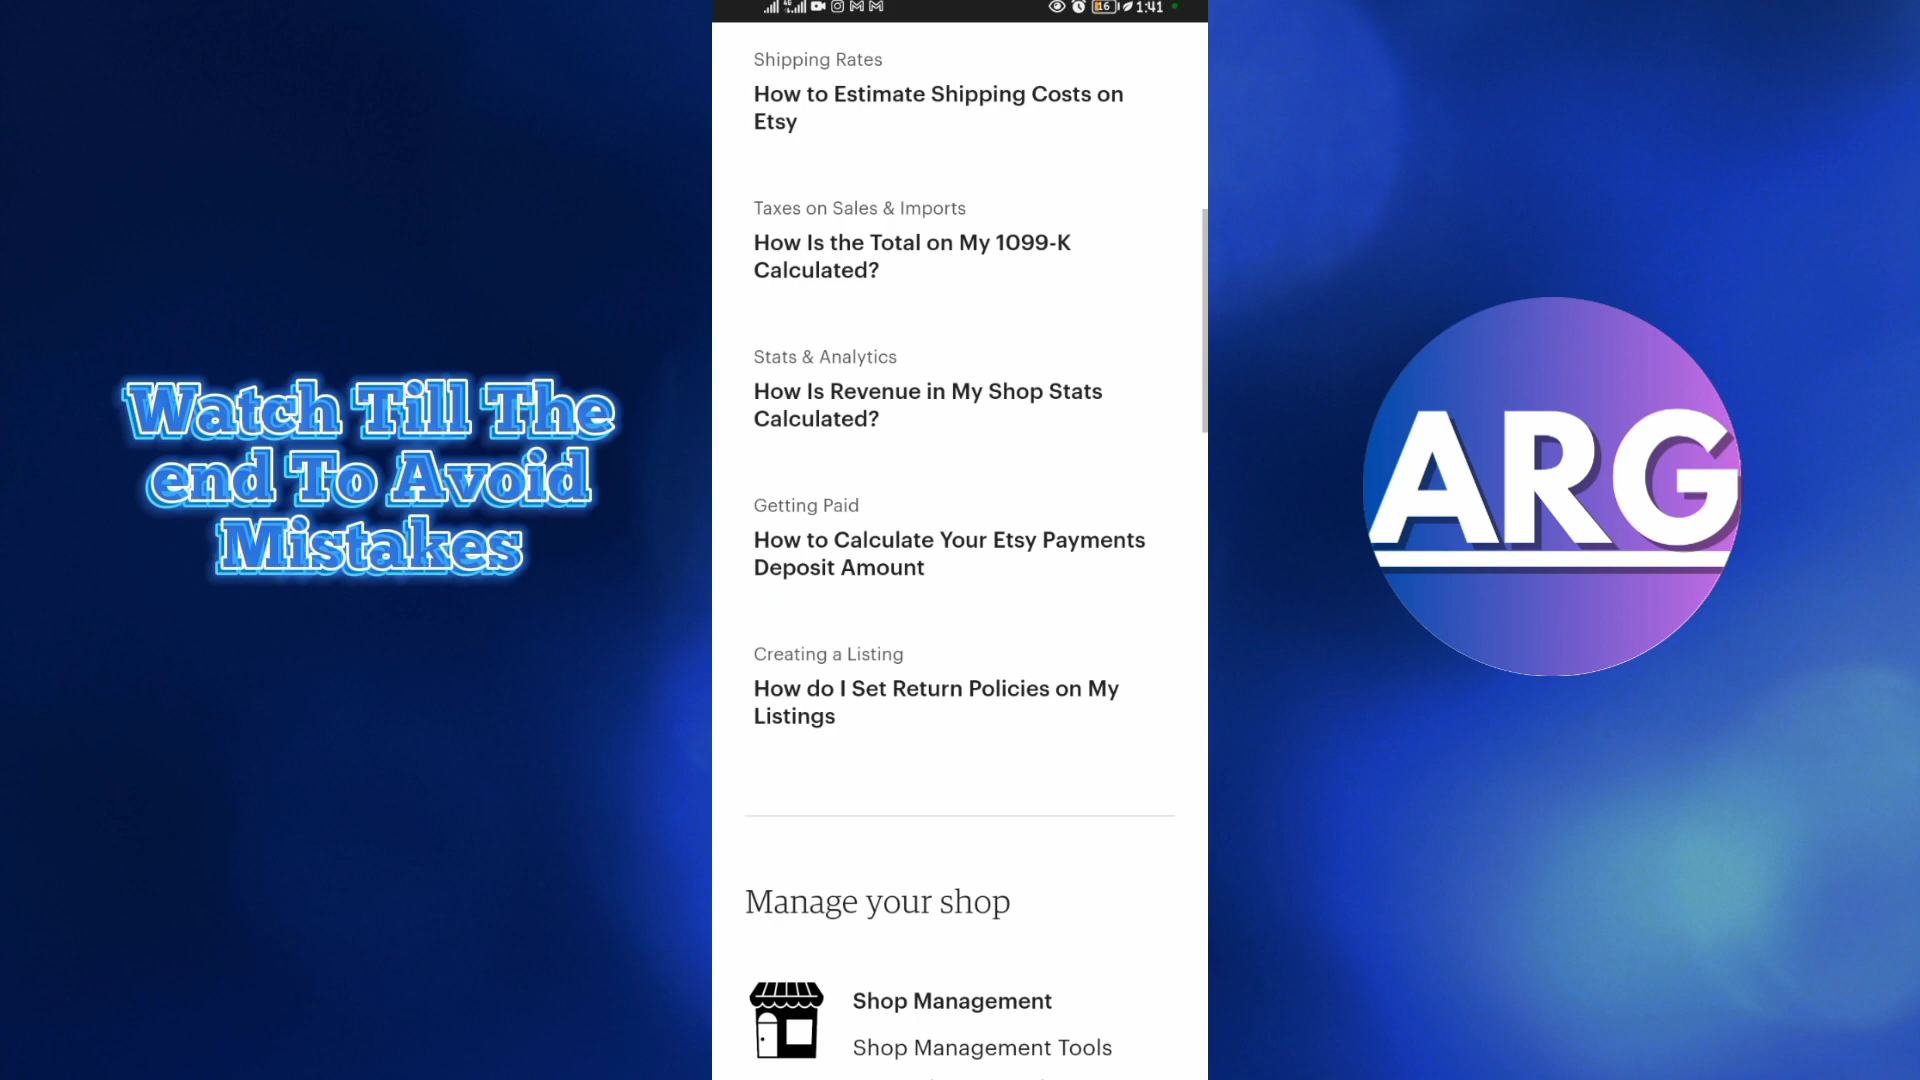 16 1:41
Shipping Rates
How to Estimate Shipping Costs on
Etsy
Taxes on Sales & Imports
How Is the Total on My 1099-K
Calculated?
Stats & Analytics
How Is Revenue in My Shop Stats
Calculated?
Getting Paid
How to Calculate Your Etsy Payments
Deposit Amount
Creating a Listing
How do I Set Return Policies on My
Listings
Manage your shop
Shop Management
Shop Management Tools
Watch Till The
end To Avoid
Mistakes
ARG